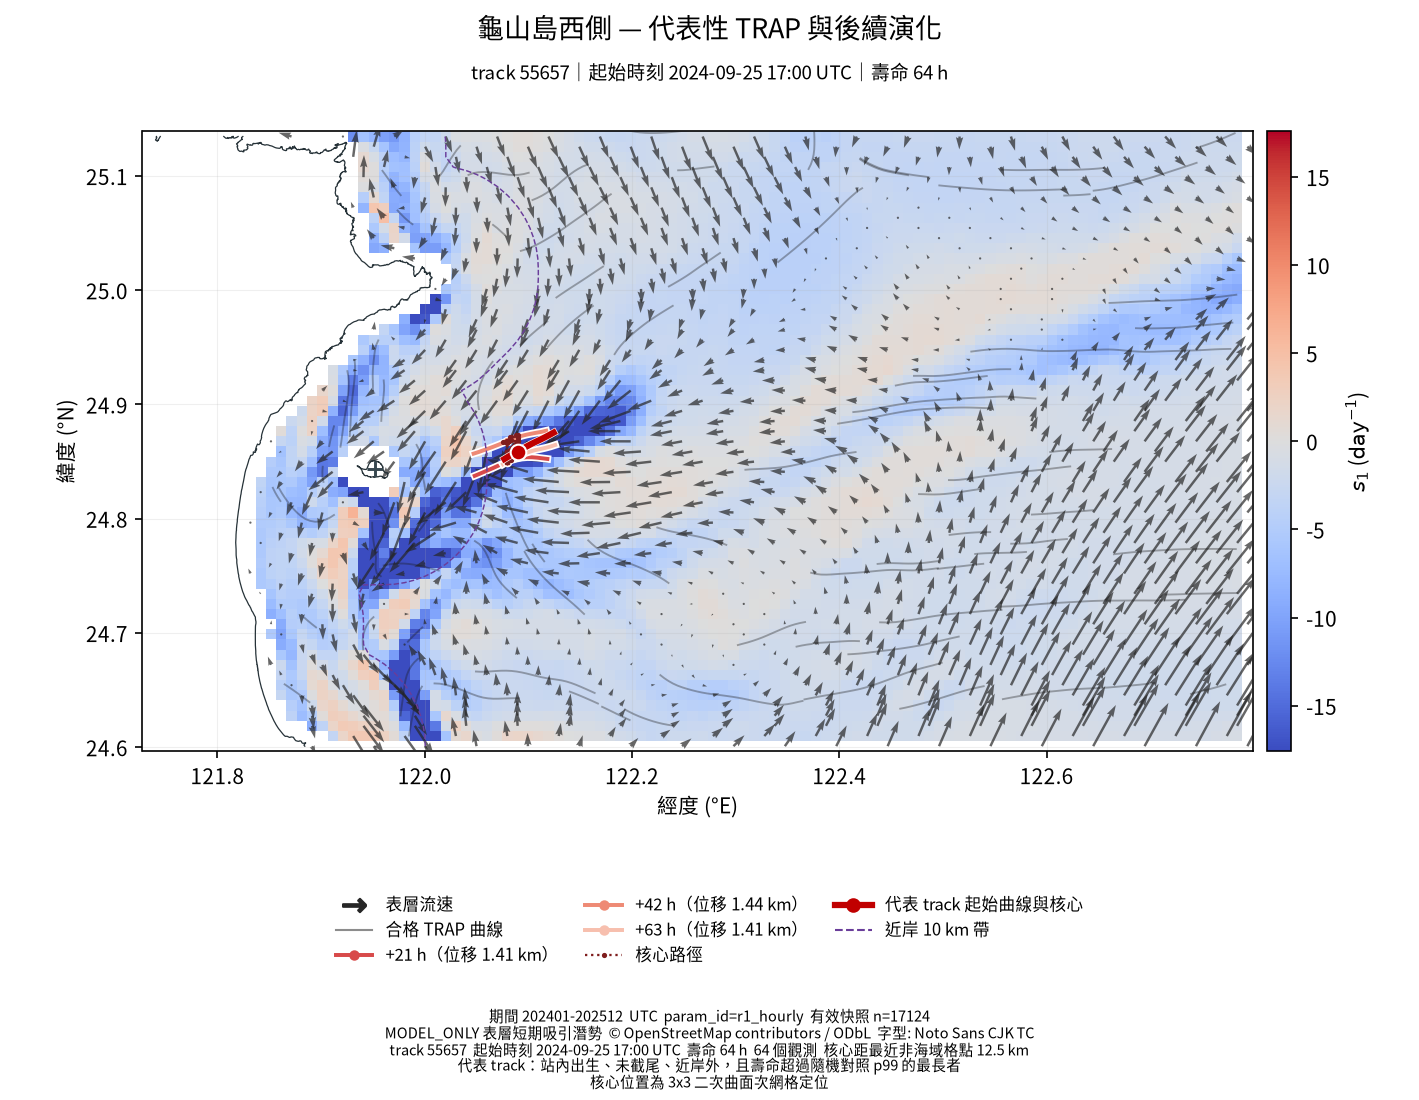 龜山島西側 — 代表性 TRAP 與後續演化
track 55657｜起始時刻 2024-09-25 17:00 UTC｜壽命 64 h
25.1
25.0
24.9
24.8
24.7
24.6
緯度 (°N)
121.8
122.0
122.2
122.4
122.6
經度 (°E)
15
10
5
0
-5
-10
-15
s₁ (day⁻¹)
表層流速
合格 TRAP 曲線
+21 h（位移 1.41 km）
+42 h（位移 1.44 km）
+63 h（位移 1.41 km）
核心路徑
代表 track 起始曲線與核心
近岸 10 km 帶
期間 202401-202512 UTC param_id=r1_hourly 有效快照 n=17124
MODEL_ONLY 表層短期吸引潛勢 © OpenStreetMap contributors / ODbL 字型: Noto Sans CJK TC
track 55657 起始時刻 2024-09-25 17:00 UTC 壽命 64 h 64 個觀測 核心距最近非海域格點 12.5 km
代表 track：站內出生、未截尾、近岸外，且壽命超過隨機對照 p99 的最長者
核心位置為 3x3 二次曲面次網格定位